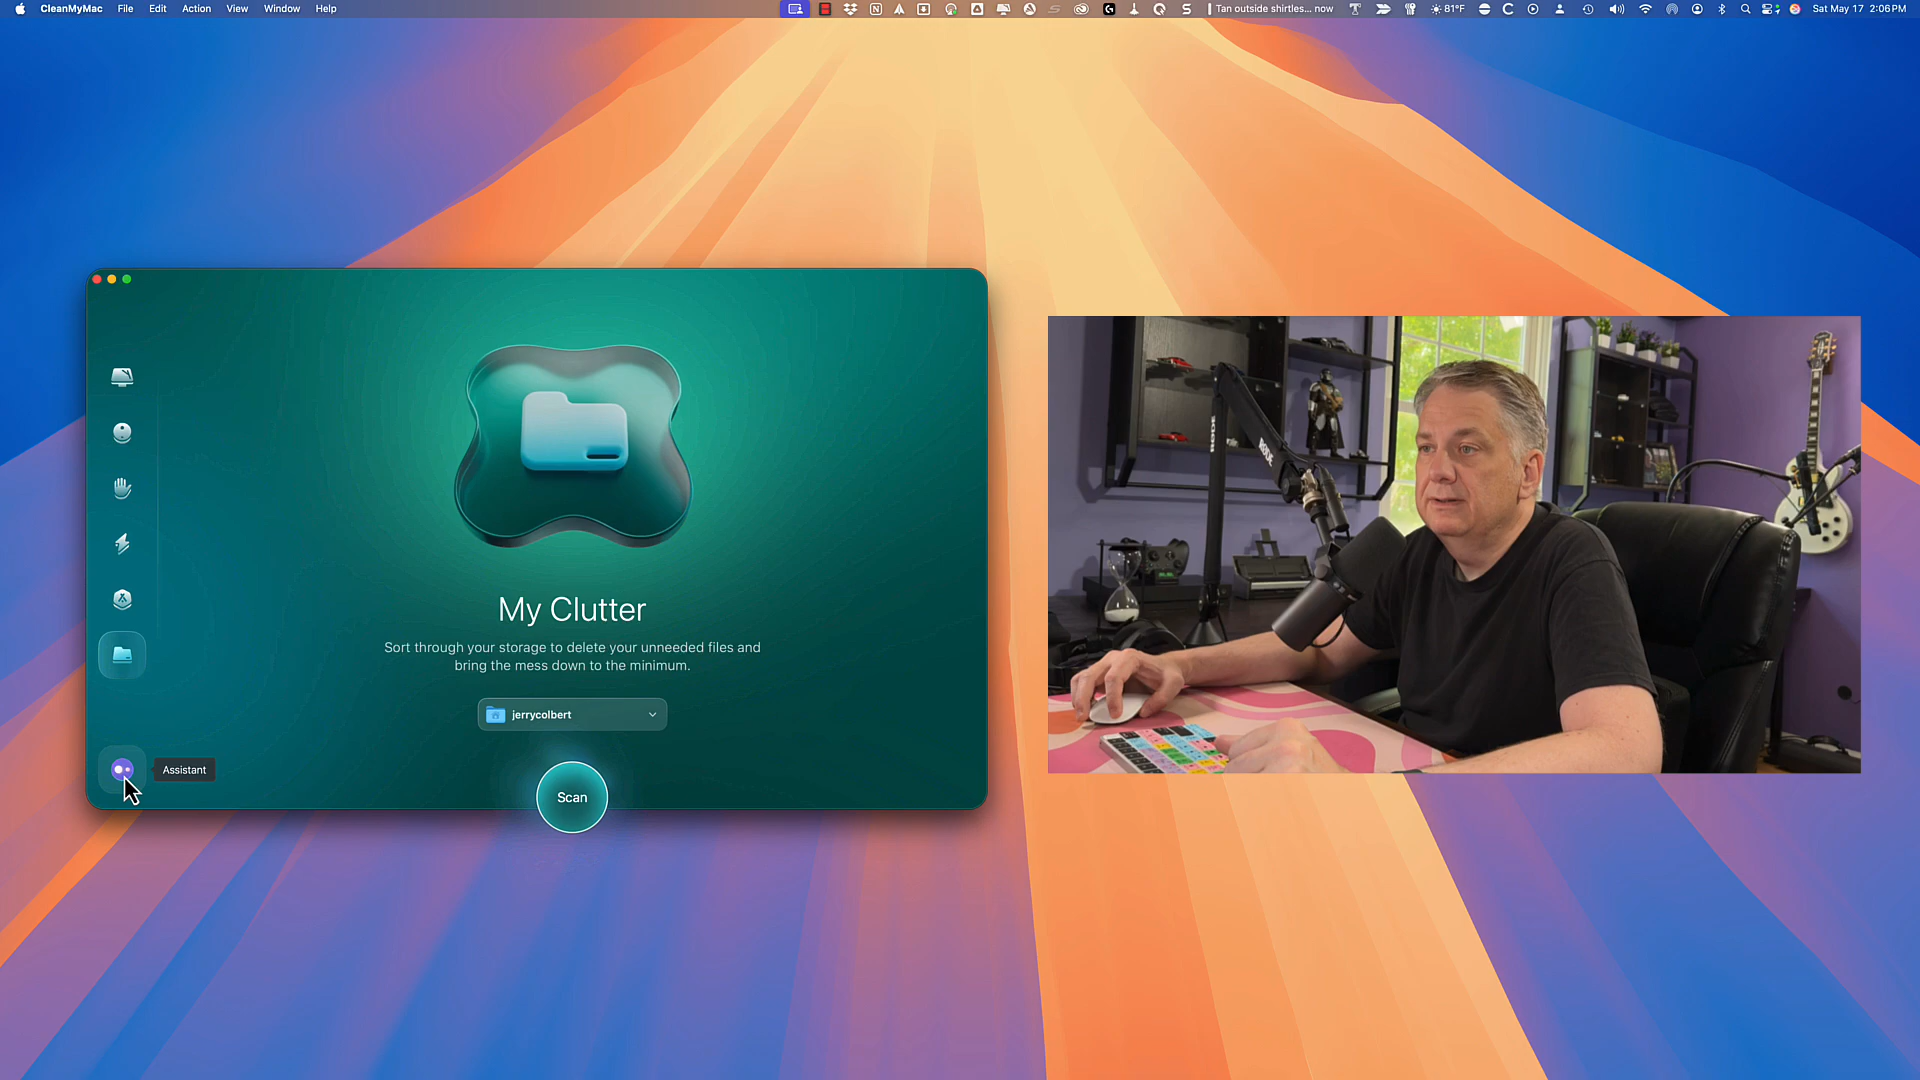 CleanMyMac File Edit Action View Window Help
Tan outside shirtles... now
81°F
Sat May 17 2:06 PM
My Clutter
Sort through your storage to delete your unneeded files and
bring the mess down to the minimum.
jerrycolbert
Assistant
Scan
RODE
RODE